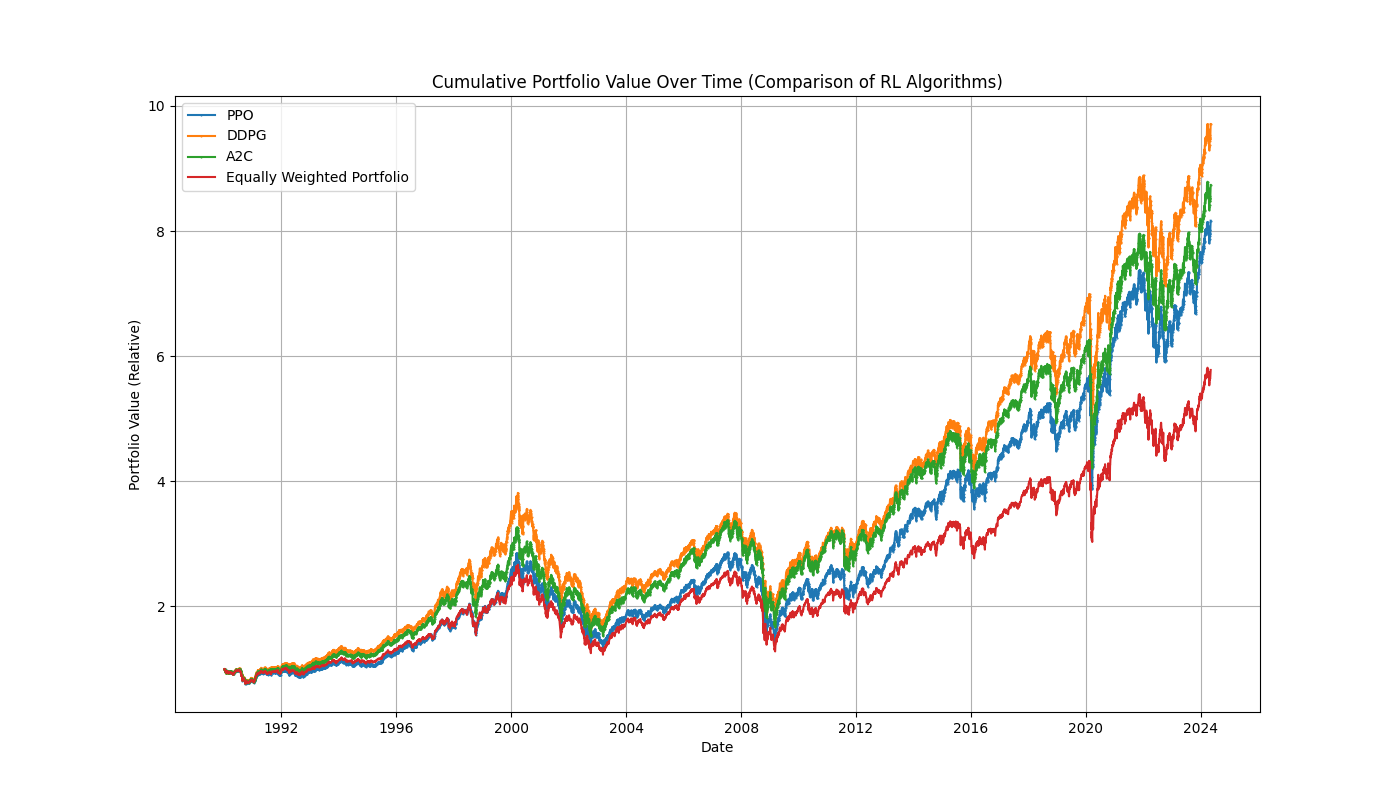 Cumulative Portfolio Value Over Time (Comparison of RL Algorithms)
PPO
DDPG
A2C
Equally Weighted Portfolio
Portfolio Value (Relative)
10
8
6
4
2
1992 1996 2000 2004 2008 2012 2016 2020 2024
Date